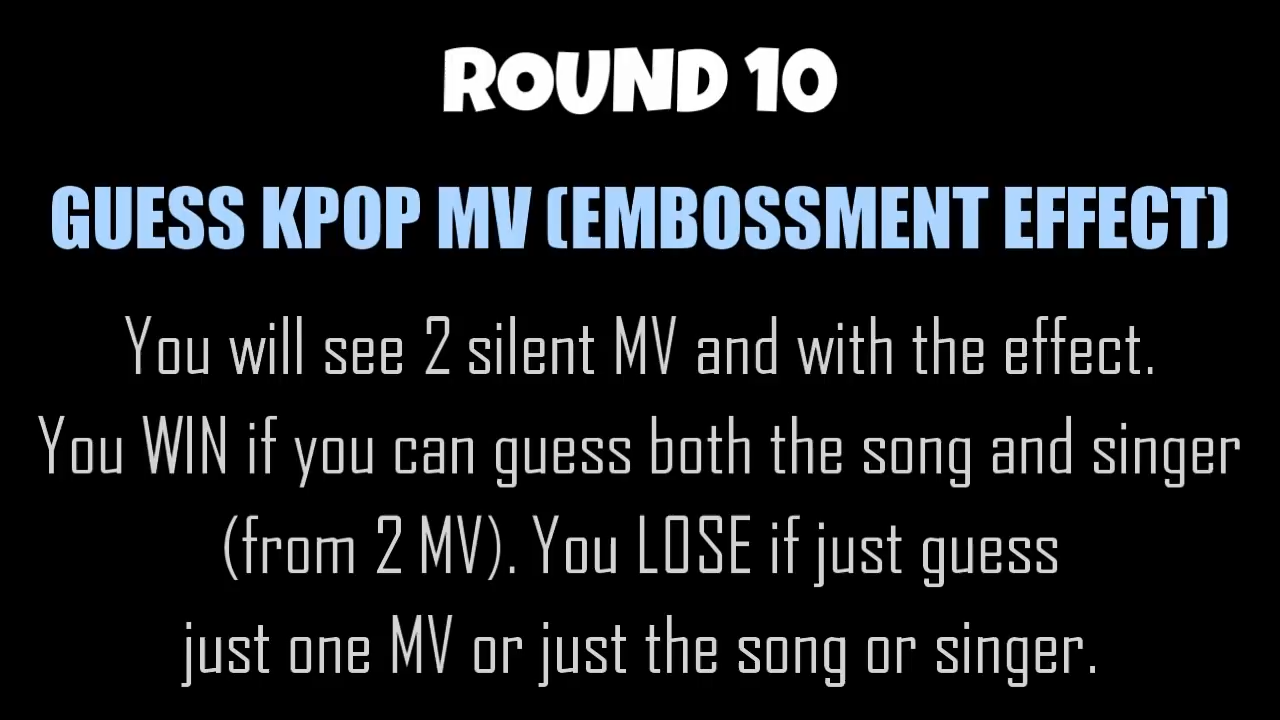 ROUND 10
GUESS KPOP MV (EMBOSSMENT EFFECT)
You will see 2 silent MV and with the effect.
You WIN if you can guess both the song and singer
(from 2 MV). You LOSE if just guess
just one MV or just the song or singer.